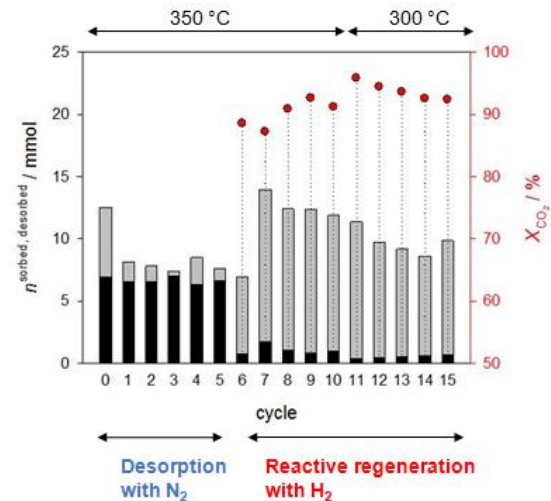 350 °C 300 °C
25 100
20 90
15 80
10 70
5 60
0 50
n^sorbed, desorbed / mmol
X_CO₂ / %
0 1 2 3 4 5 6 7 8 9 10 11 12 13 14 15
cycle
Desorption Reactive regeneration
with N₂ with H₂